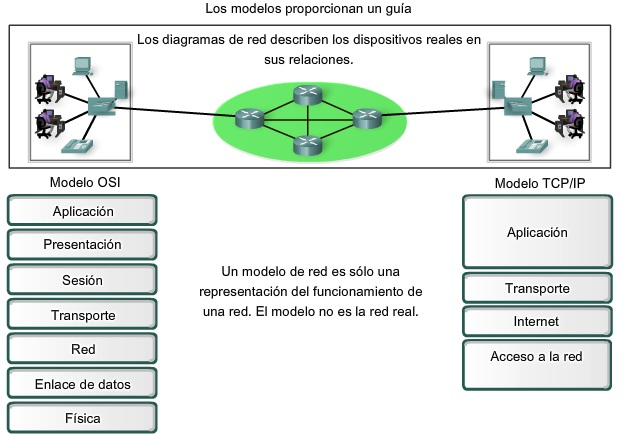 Los modelos proporcionan un guía
Los diagramas de red describen los dispositivos reales en
sus relaciones.
Modelo OSI
Aplicación
Presentación
Sesión
Transporte
Red
Enlace de datos
Física
Un modelo de red es sólo una
representación del funcionamiento de
una red. El modelo no es la red real.
Modelo TCP/IP
Aplicación
Transporte
Internet
Acceso a la red